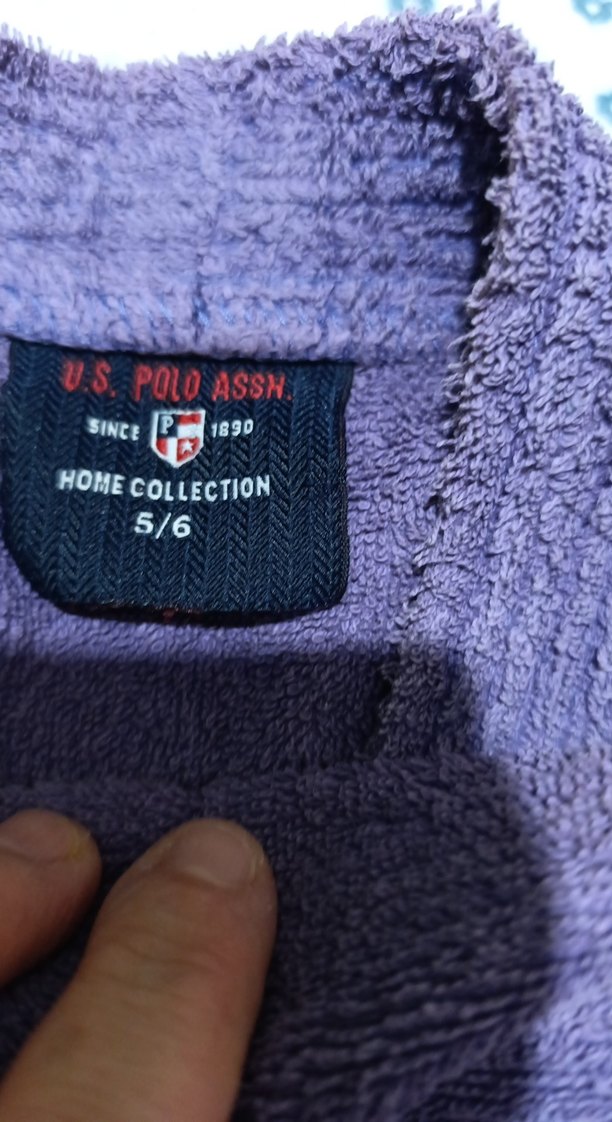 U.S. POLO ASSN.
SINCE P 1890
HOME COLLECTION
5/6